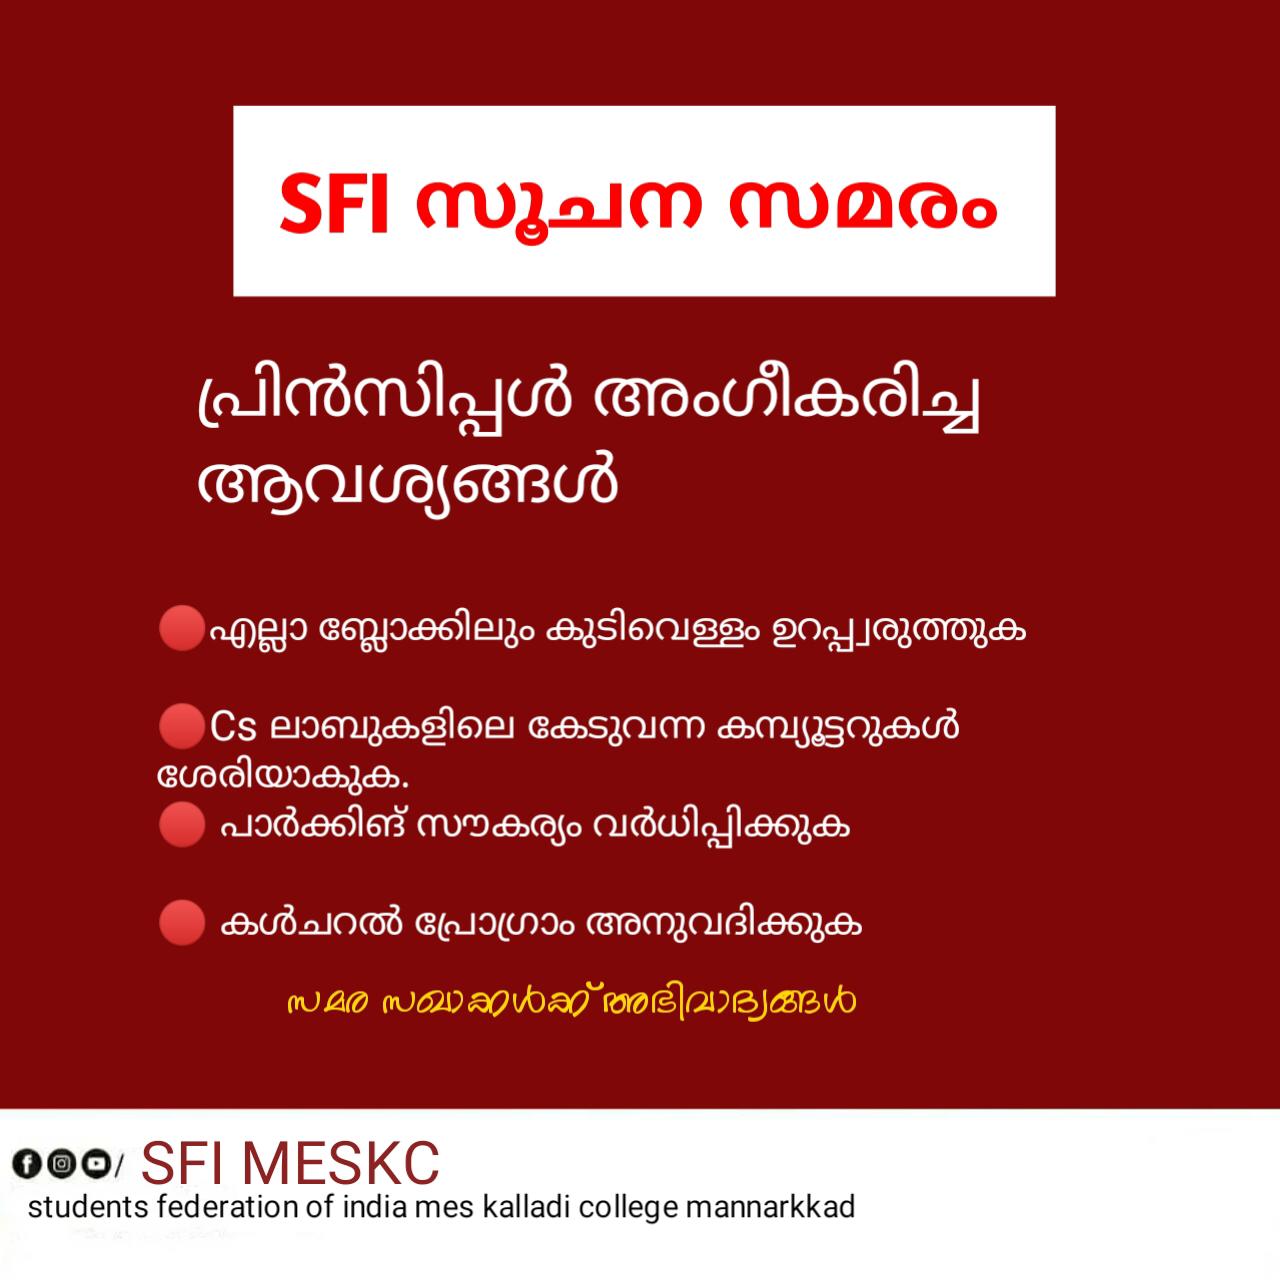 SFI സൂചന സമരം
പ്രിൻസിപ്പൾ അംഗീകരിച്ച
ആവശ്യങ്ങൾ
🔴എല്ലാ ബ്ലോക്കിലും കുടിവെള്ളം ഉറപ്പ്വരുത്തുക
🔴Cs ലാബുകളിലെ കേടുവന്ന കമ്പ്യൂട്ടറുകൾ
ശേരിയാകുക.
🔴 പാർക്കിങ് സൗകര്യം വർധിപ്പിക്കുക
🔴 കൾചറൽ പ്രോഗ്രാം അനുവദിക്കുക
സമര സഖാക്കൾക്ക് അഭിവാദ്യങ്ങൾ
/ SFI MESKC
students federation of india mes kalladi college mannarkkad